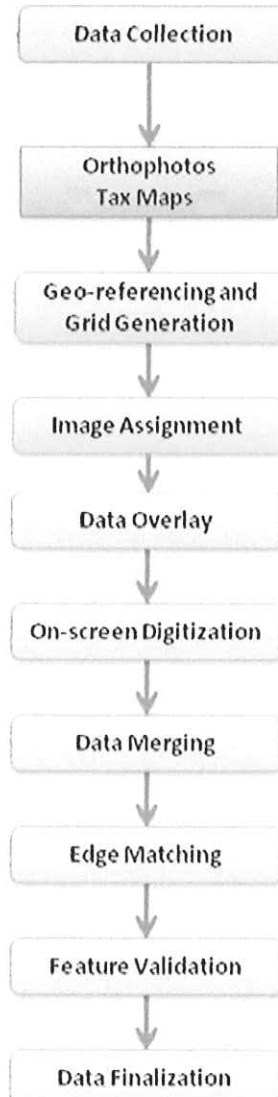 Data Collection
Orthophotos
Tax Maps
Geo-referencing and
Grid Generation
Image Assignment
Data Overlay
On-screen Digitization
Data Merging
Edge Matching
Feature Validation
Data Finalization